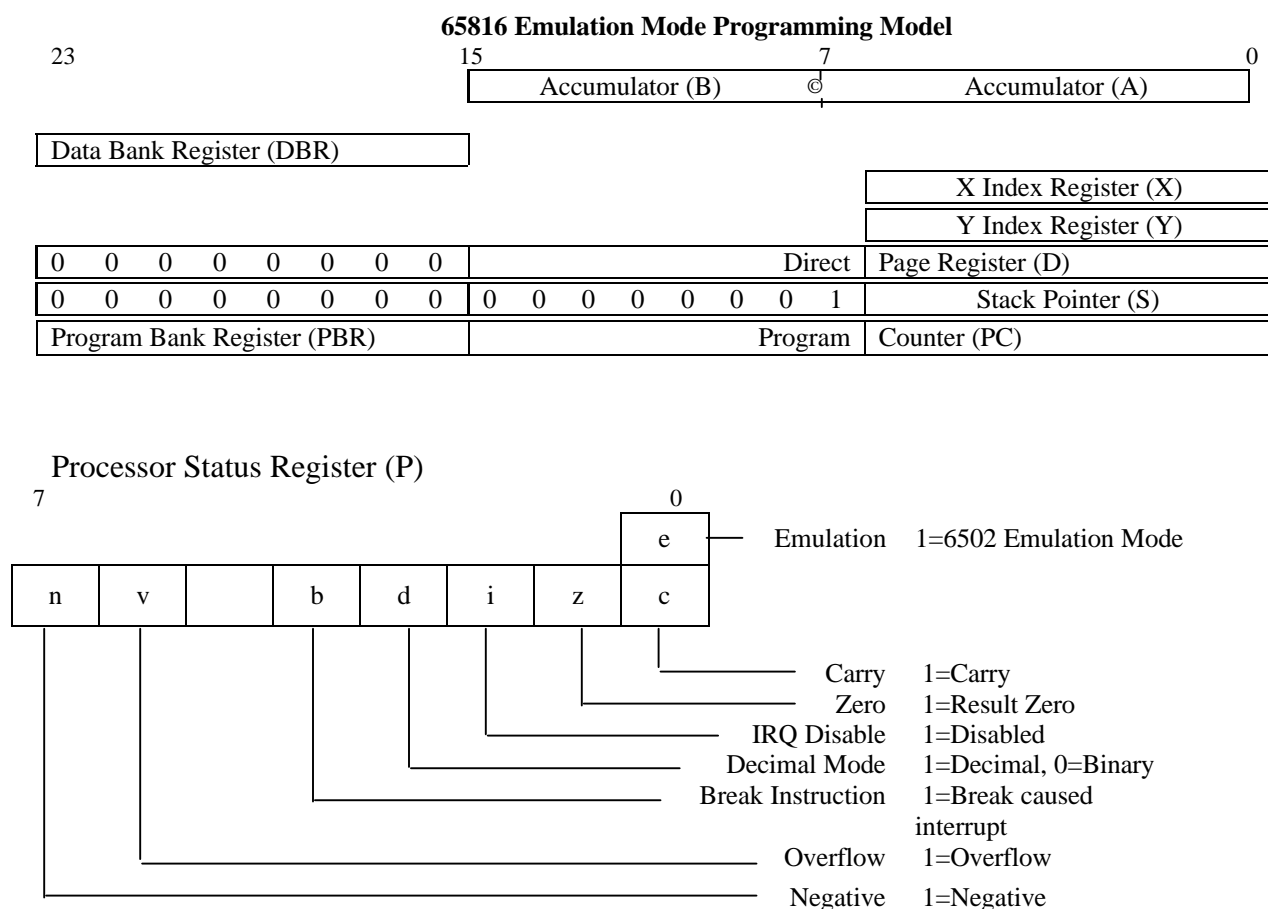 65816 Emulation Mode Programming Model
23 15 7 0
Accumulator (B) © Accumulator (A)
Data Bank Register (DBR)
X Index Register (X)
Y Index Register (Y)
0 0 0 0 0 0 0 0 Direct Page Register (D)
0 0 0 0 0 0 0 0 0 0 0 0 0 0 0 1 Stack Pointer (S)
Program Bank Register (PBR) Program Counter (PC)
Processor Status Register (P)
7 0
e Emulation 1=6502 Emulation Mode
n v b d i z c
Carry 1=Carry
Zero 1=Result Zero
IRQ Disable 1=Disabled
Decimal Mode 1=Decimal, 0=Binary
Break Instruction 1=Break caused
interrupt
Overflow 1=Overflow
Negative 1=Negative